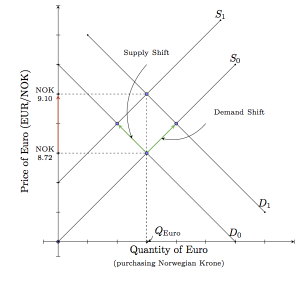 S1
S0
Supply Shift
NOK
9.10
Demand Shift
NOK
8.72
Price of Euro (EUR/NOK)
D1
QEuro
D0
Quantity of Euro
(purchasing Norwegian Krone)